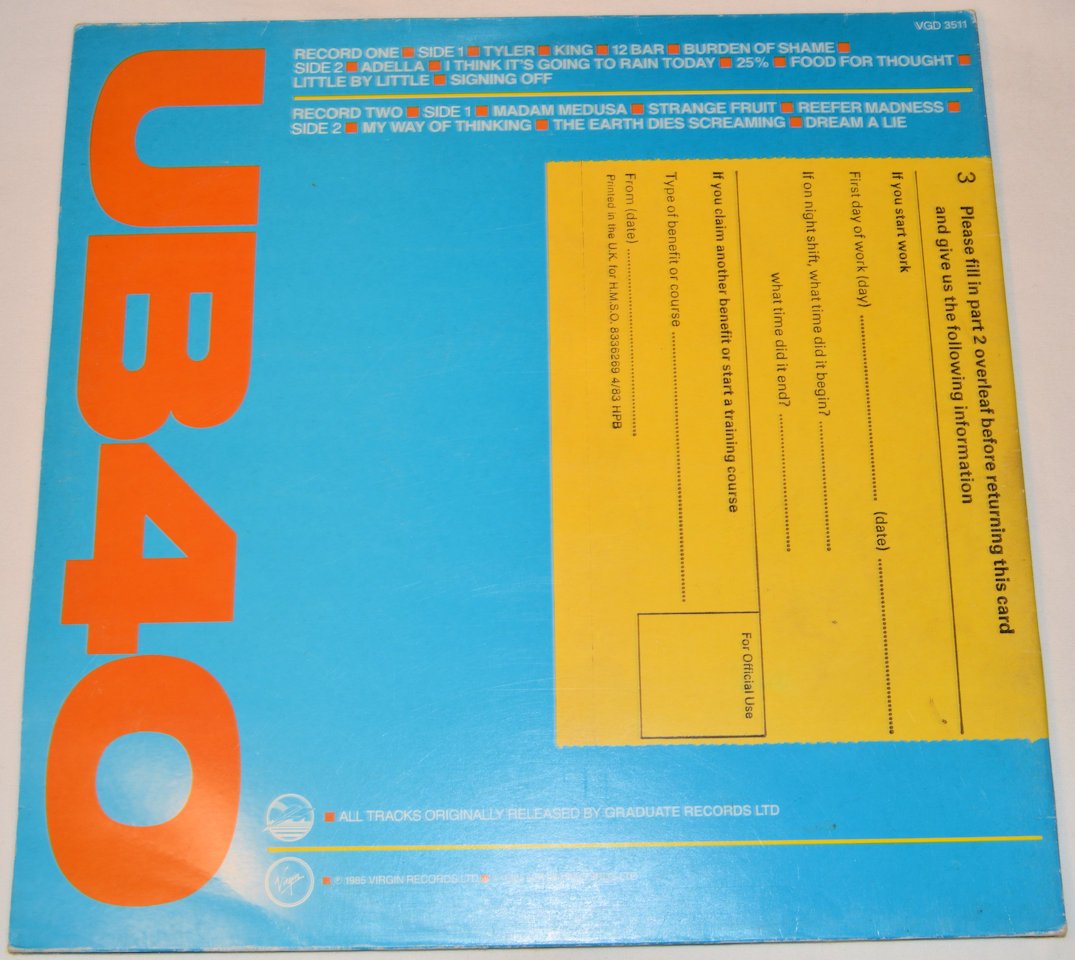 VGD 3511
RECORD ONE ■ SIDE 1 ■ TYLER ■ KING ■ 12 BAR ■ BURDEN OF SHAME ■
SIDE 2 ■ ADELLA ■ I THINK IT'S GOING TO RAIN TODAY ■ 25% ■ FOOD FOR THOUGHT ■
LITTLE BY LITTLE ■ SIGNING OFF
RECORD TWO ■ SIDE 1 ■ MADAM MEDUSA ■ STRANGE FRUIT ■ REEFER MADNESS ■
SIDE 2 ■ MY WAY OF THINKING ■ THE EARTH DIES SCREAMING ■ DREAM A LIE
UB40
3 Please fill in part 2 overleaf before returning this card
and give us the following information
If you start work
First day of work (day) (date)
If on night shift, what time did it begin?
what time did it end?
If you claim another benefit or start a training course
Type of benefit or course
From (date)
Printed in the U.K. for H.M.S.O. 8336269 4/83 HPB
For Official Use
■ ALL TRACKS ORIGINALLY RELEASED BY GRADUATE RECORDS LTD
Virgin
■ ℗ 1985 VIRGIN RECORDS LTD ■